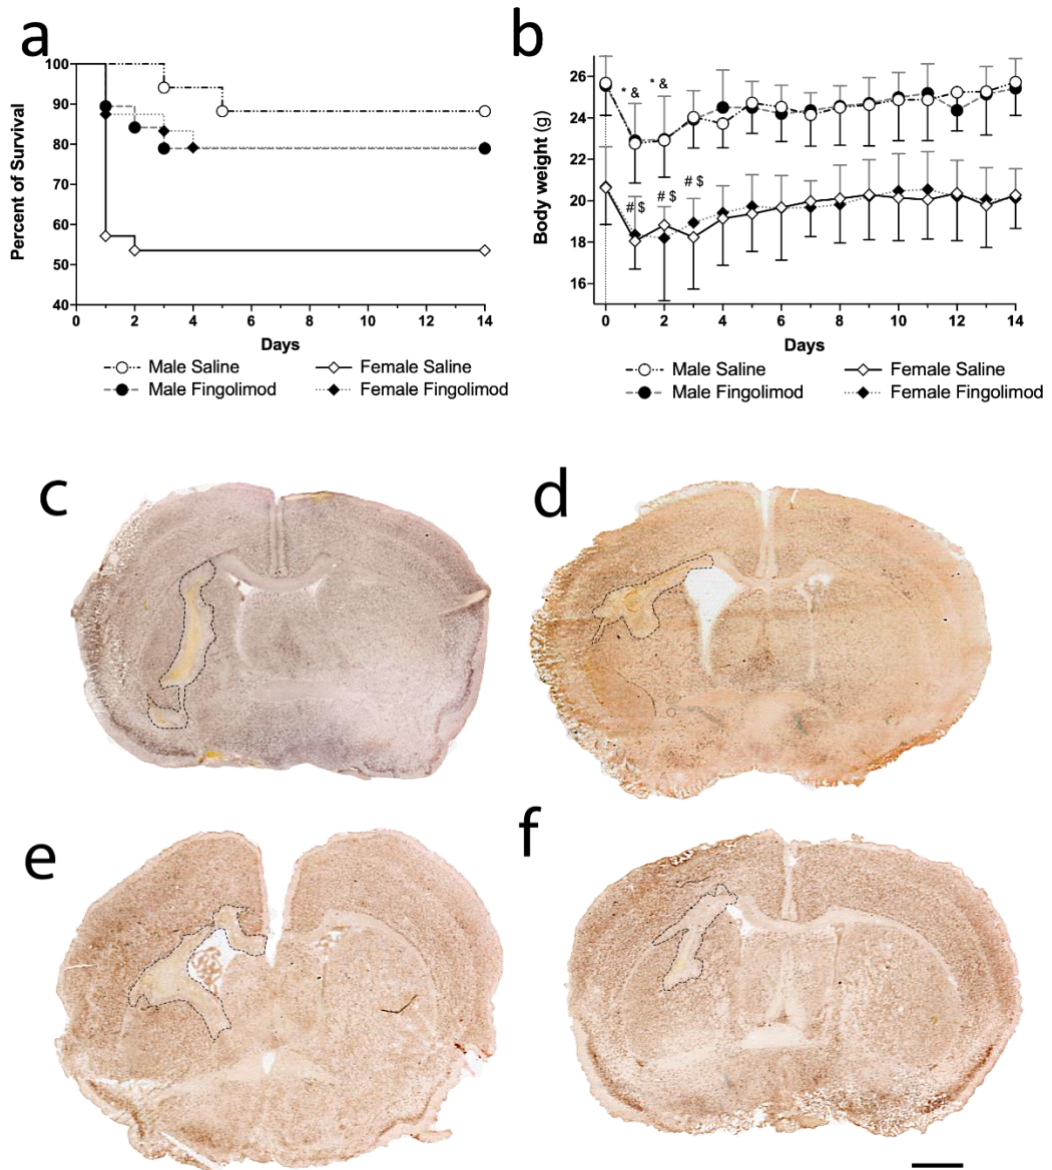 a
100
90
80
70
60
50
40
Percent of Survival
0 2 4 6 8 10 12 14
Days
Male Saline
Male Fingolimod
Female Saline
Female Fingolimod
b
26
24
22
20
18
16
Body weight (g)
* &
* &
# $
# $
# $
0 2 4 6 8 10 12 14
Days
Male Saline
Male Fingolimod
Female Saline
Female Fingolimod
c
d
e
f